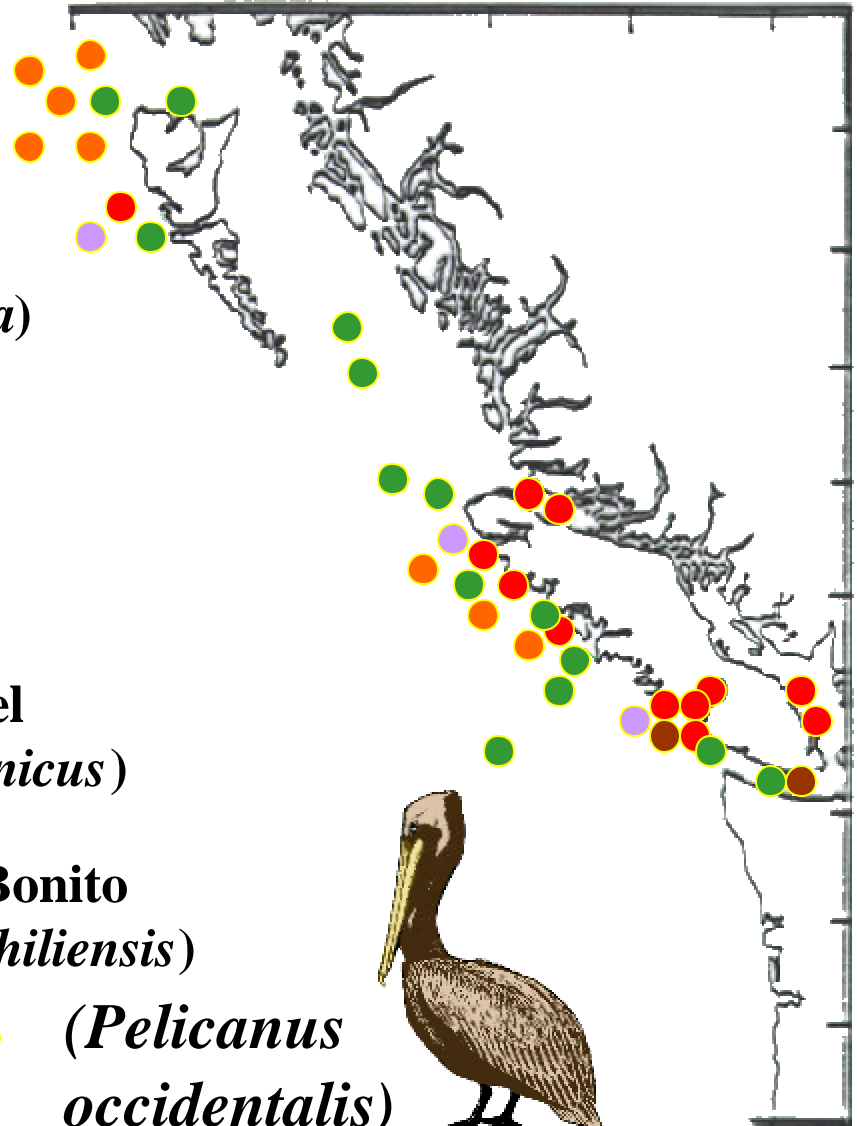 a)
el
nicus)
Bonito
hiliensis)
(Pelicanus
occidentalis)